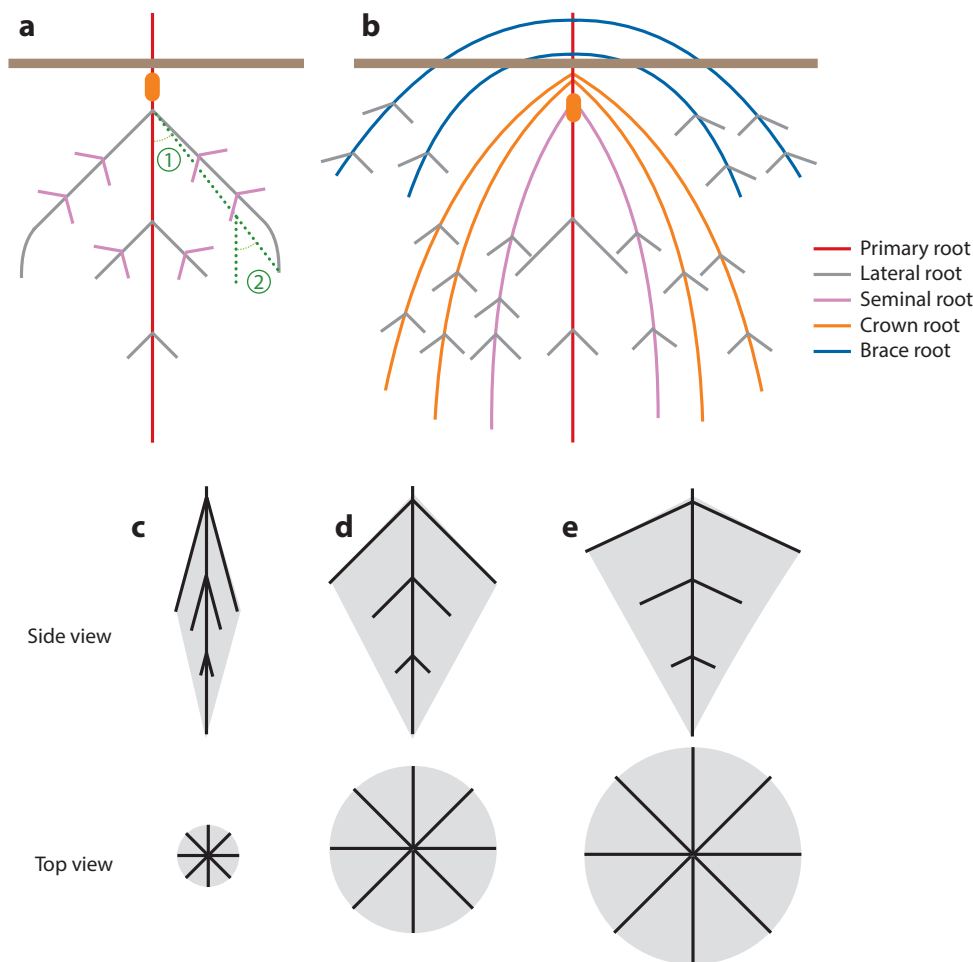 a
b
①
②
Primary root
Lateral root
Seminal root
Crown root
Brace root
c
d
e
Side view
Top view